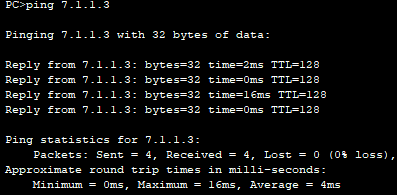 PC>ping 7.1.1.3
Pinging 7.1.1.3 with 32 bytes of data:
Reply from 7.1.1.3: bytes=32 time=2ms TTL=128
Reply from 7.1.1.3: bytes=32 time=0ms TTL=128
Reply from 7.1.1.3: bytes=32 time=16ms TTL=128
Reply from 7.1.1.3: bytes=32 time=0ms TTL=128
Ping statistics for 7.1.1.3:
Packets: Sent = 4, Received = 4, Lost = 0 (0% loss),
Approximate round trip times in milli-seconds:
Minimum = 0ms, Maximum = 16ms, Average = 4ms